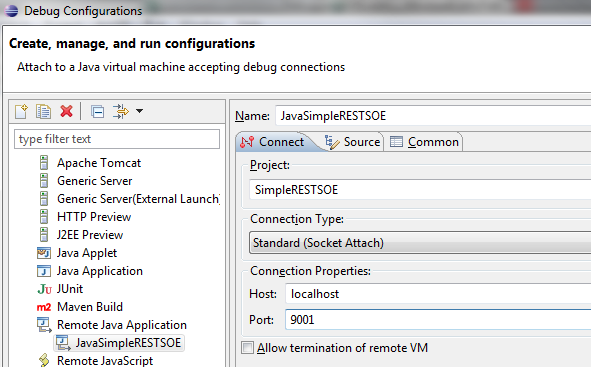 Debug Configurations
Create, manage, and run configurations
Attach to a Java virtual machine accepting debug connections
type filter text
Apache Tomcat
Generic Server
Generic Server(External Launch)
HTTP Preview
J2EE Preview
Java Applet
Java Application
Ju JUnit
m2 Maven Build
Remote Java Application
JavaSimpleRESTSOE
Remote JavaScript
Name: JavaSimpleRESTSOE
Connect Source Common
Project:
SimpleRESTSOE
Connection Type:
Standard (Socket Attach)
Connection Properties:
Host: localhost
Port: 9001
Allow termination of remote VM